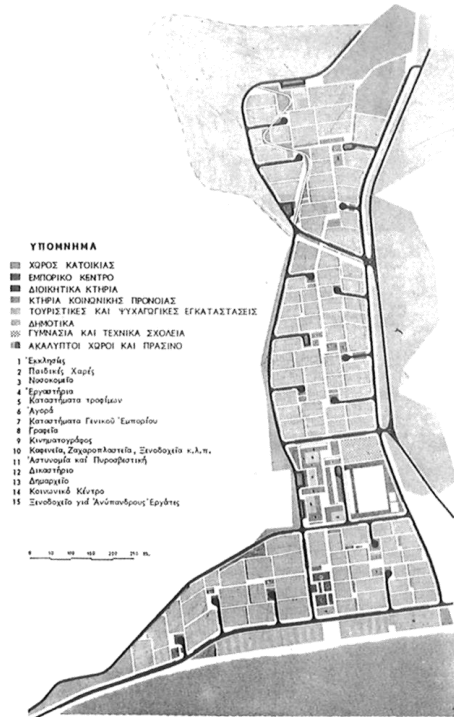 ΥΠΟΜΝΗΜΑ
ΧΩΡΟΣ ΚΑΤΟΙΚΙΑΣ
ΕΜΠΟΡΙΚΟ ΚΕΝΤΡΟ
ΔΙΟΙΚΗΤΙΚΑ ΚΤΗΡΙΑ
ΚΤΗΡΙΑ ΚΟΙΝΩΝΙΚΗΣ ΠΡΟΝΟΙΑΣ
ΤΟΥΡΙΣΤΙΚΕΣ ΚΑΙ ΨΥΧΑΓΩΓΙΚΕΣ ΕΓΚΑΤΑΣΤΑΣΕΙΣ
ΔΗΜΟΤΙΚΑ
ΓΥΜΝΑΣΙΑ ΚΑΙ ΤΕΧΝΙΚΑ ΣΧΟΛΕΙΑ
ΑΚΑΛΥΠΤΟΙ ΧΩΡΟΙ ΚΑΙ ΠΡΑΣΙΝΟ
1 Ἐκκλησίες
2 Παιδικές Χαρές
3 Νοσοκομεῖο
4 Ἐργαστήρια
5 Καταστήματα τροφίμων
6 Ἀγορά
7 Καταστήματα Γενικοῦ Ἐμπορίου
8 Γραφεῖα
9 Κινηματογράφος
10 Καφενεῖα, Ζαχαροπλαστεῖα, Ξενοδοχεῖα κ.λ.π.
11 Ἀστυνομία καί Πυροσβεστική
12 Δικαστήριο
13 Δημαρχεῖο
14 Κοινωνικό Κέντρο
15 Ξενοδοχεῖο γιά Ἀνύπανδρους Ἐργάτες